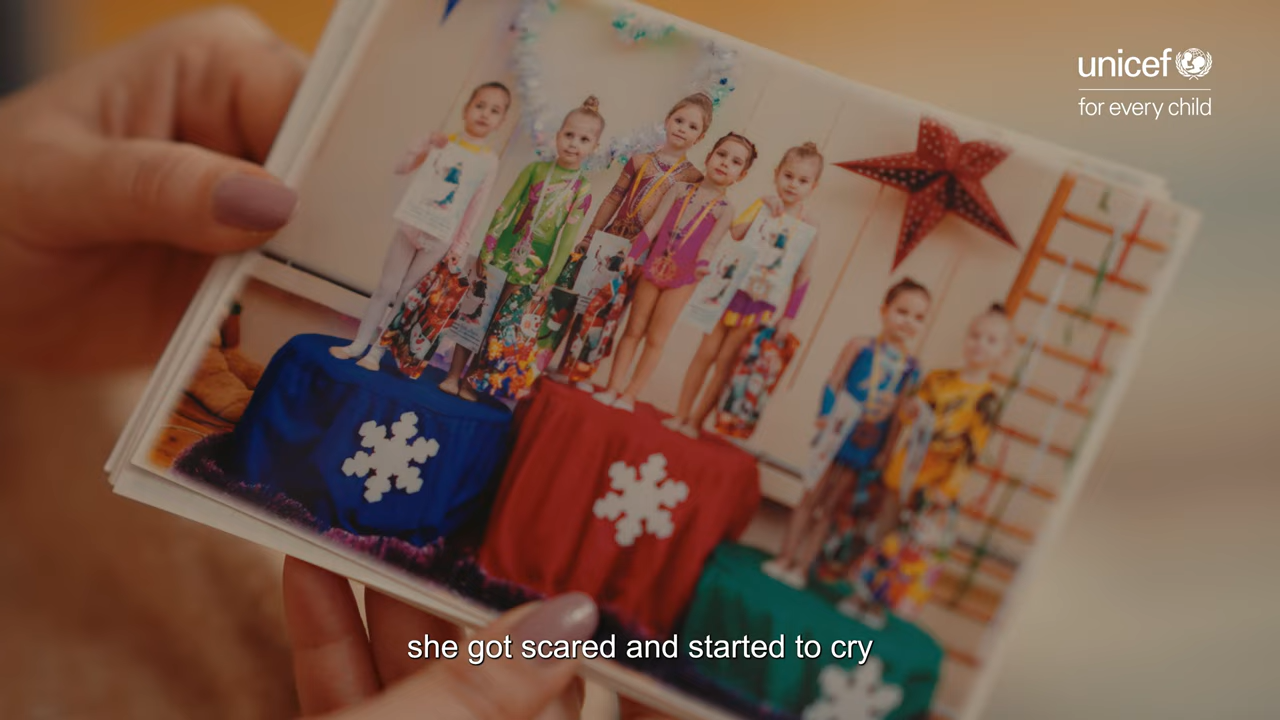 unicef
for every child
she got scared and started to cry